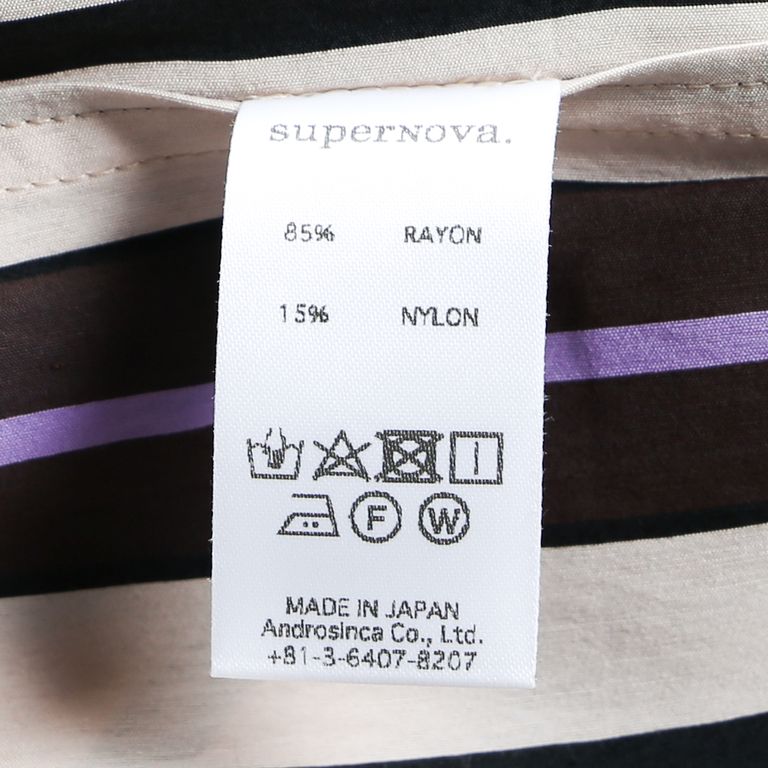 supernova.
85% RAYON
15% NYLON
F W
MADE IN JAPAN
Androsinca Co., Ltd.
+81-3-6407-8207